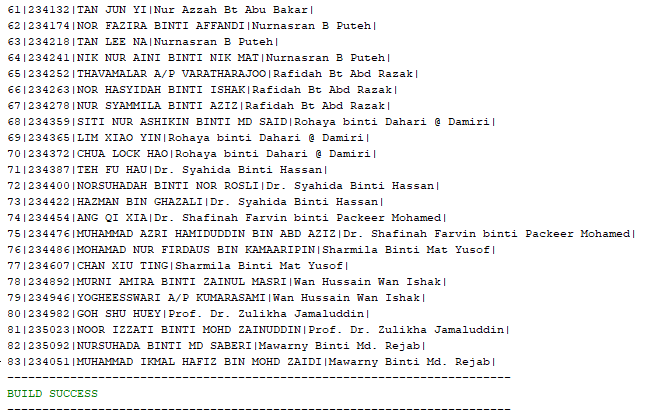 61|234132|TAN JUN YI|Nur Azzah Bt Abu Bakar|
62|234174|NOR FAZIRA BINTI AFFANDI|Nurnasran B Puteh|
63|234218|TAN LEE NA|Nurnasran B Puteh|
64|234241|NIK NUR AINI BINTI NIK MAT|Nurnasran B Puteh|
65|234252|THAVAMALAR A/P VARATHARAJOO|Rafidah Bt Abd Razak|
66|234263|NOR HASYIDAH BINTI ISHAK|Rafidah Bt Abd Razak|
67|234278|NUR SYAMMILA BINTI AZIZ|Rafidah Bt Abd Razak|
68|234359|SITI NUR ASHIKIN BINTI MD SAID|Rohaya binti Dahari @ Damiri|
69|234365|LIM XIAO YIN|Rohaya binti Dahari @ Damiri|
70|234372|CHUA LOCK HAO|Rohaya binti Dahari @ Damiri|
71|234387|TEH FU HAU|Dr. Syahida Binti Hassan|
72|234400|NORSUHADAH BINTI NOR ROSLI|Dr. Syahida Binti Hassan|
73|234422|HAZMAN BIN GHAZALI|Dr. Syahida Binti Hassan|
74|234454|ANG QI XIA|Dr. Shafinah Farvin binti Packeer Mohamed|
75|234476|MUHAMMAD AZRI HAMIDUDDIN BIN ABD AZIZ|Dr. Shafinah Farvin binti Packeer Mohamed|
76|234486|MOHAMAD NUR FIRDAUS BIN KAMAARIPIN|Sharmila Binti Mat Yusof|
77|234607|CHAN XIU TING|Sharmila Binti Mat Yusof|
78|234892|MURNI AMIRA BINTI ZAINUL MASRI|Wan Hussain Wan Ishak|
79|234946|YOGHEESSWARI A/P KUMARASAMI|Wan Hussain Wan Ishak|
80|234982|GOH SHU HUEY|Prof. Dr. Zulikha Jamaluddin|
81|235023|NOOR IZZATI BINTI MOHD ZAINUDDIN|Prof. Dr. Zulikha Jamaluddin|
82|235092|NURSUHADA BINTI MD SABERI|Mawarny Binti Md. Rejab|
83|234051|MUHAMMAD IKMAL HAFIZ BIN MOHD ZAIDI|Mawarny Binti Md. Rejab|
------------------------------------------------------------------------
BUILD SUCCESS
------------------------------------------------------------------------